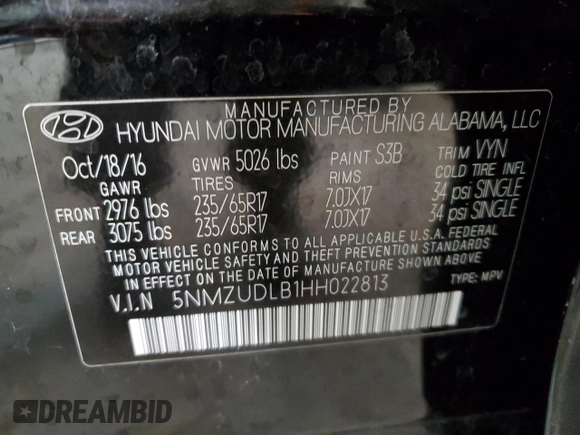 MANUFACTURED BY
HYUNDAI MOTOR MANUFACTURING ALABAMA, LLC
Oct/18/16 GVWR 5026 lbs PAINT S3B TRIM VYN
GAWR TIRES RIMS COLD TIRE INFL
FRONT 2976 lbs 235/65R17 7.0JX17 34 psi SINGLE
REAR 3075 lbs 235/65R17 7.0JX17 34 psi SINGLE
THIS VEHICLE CONFORMS TO ALL APPLICABLE U.S.A. FEDERAL
MOTOR VEHICLE SAFETY AND THEFT PREVENTION STANDARDS
IN EFFECT ON THE DATE OF MANUFACTURE SHOWN ABOVE.
V.I.N 5NMZUDLB1HH022813 TYPE: MPV
DREAMBID